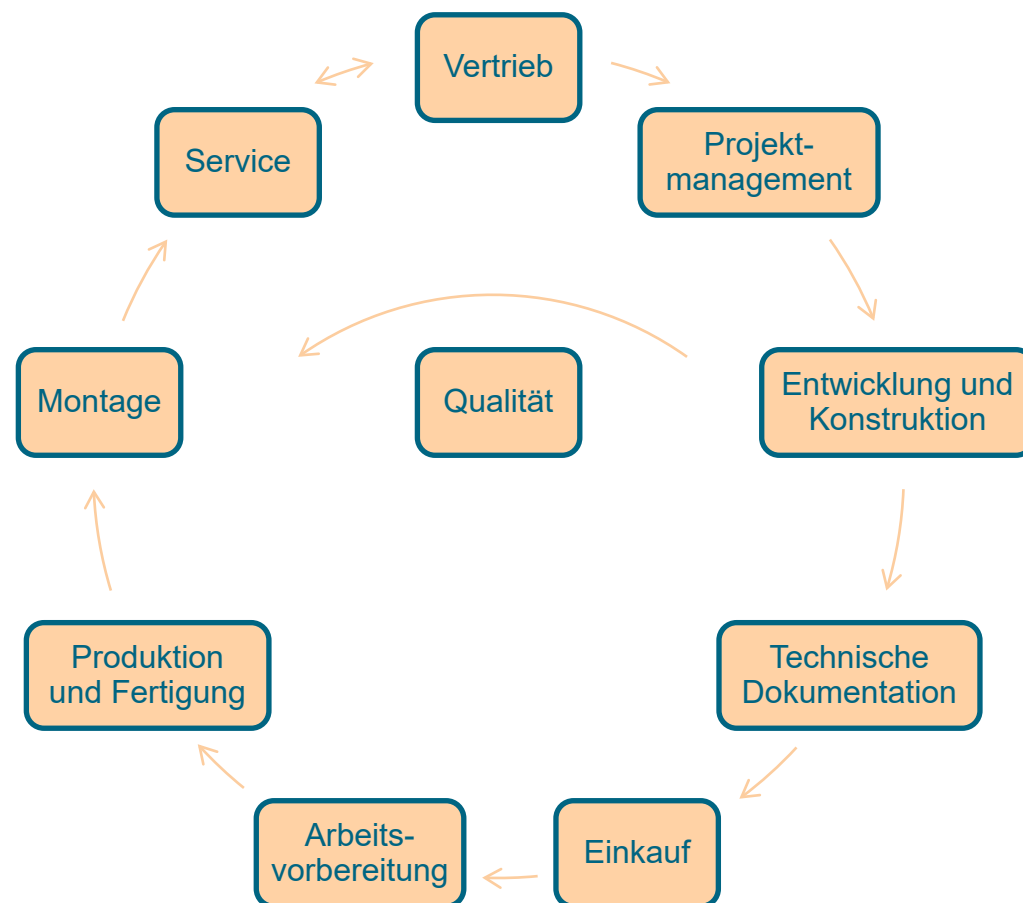 Vertrieb
Projekt-
management
Service
Entwicklung und
Konstruktion
Qualität
Montage
Technische
Dokumentation
Produktion
und Fertigung
Einkauf
Arbeits-
vorbereitung